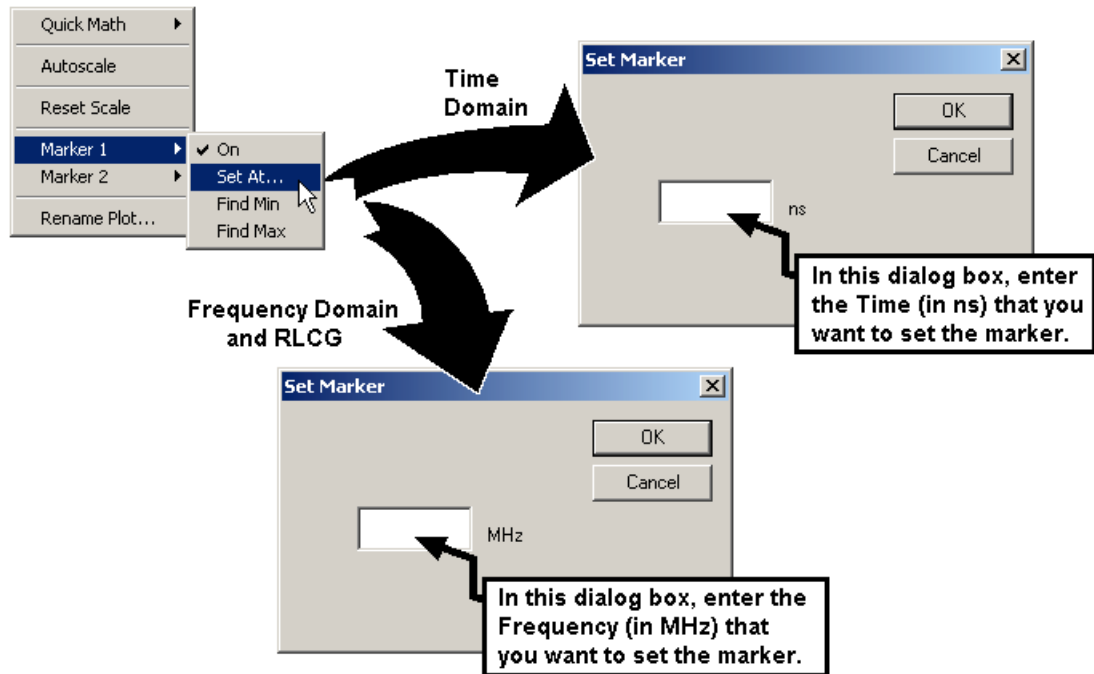 Quick Math
Autoscale
Reset Scale
Marker 1
Marker 2
Rename Plot...
On
Set At...
Find Min
Find Max
Time
Domain
Set Marker
OK
Cancel
ns
In this dialog box, enter
the Time (in ns) that you
want to set the marker.
Frequency Domain
and RLCG
Set Marker
OK
Cancel
MHz
In this dialog box, enter the
Frequency (in MHz) that
you want to set the marker.